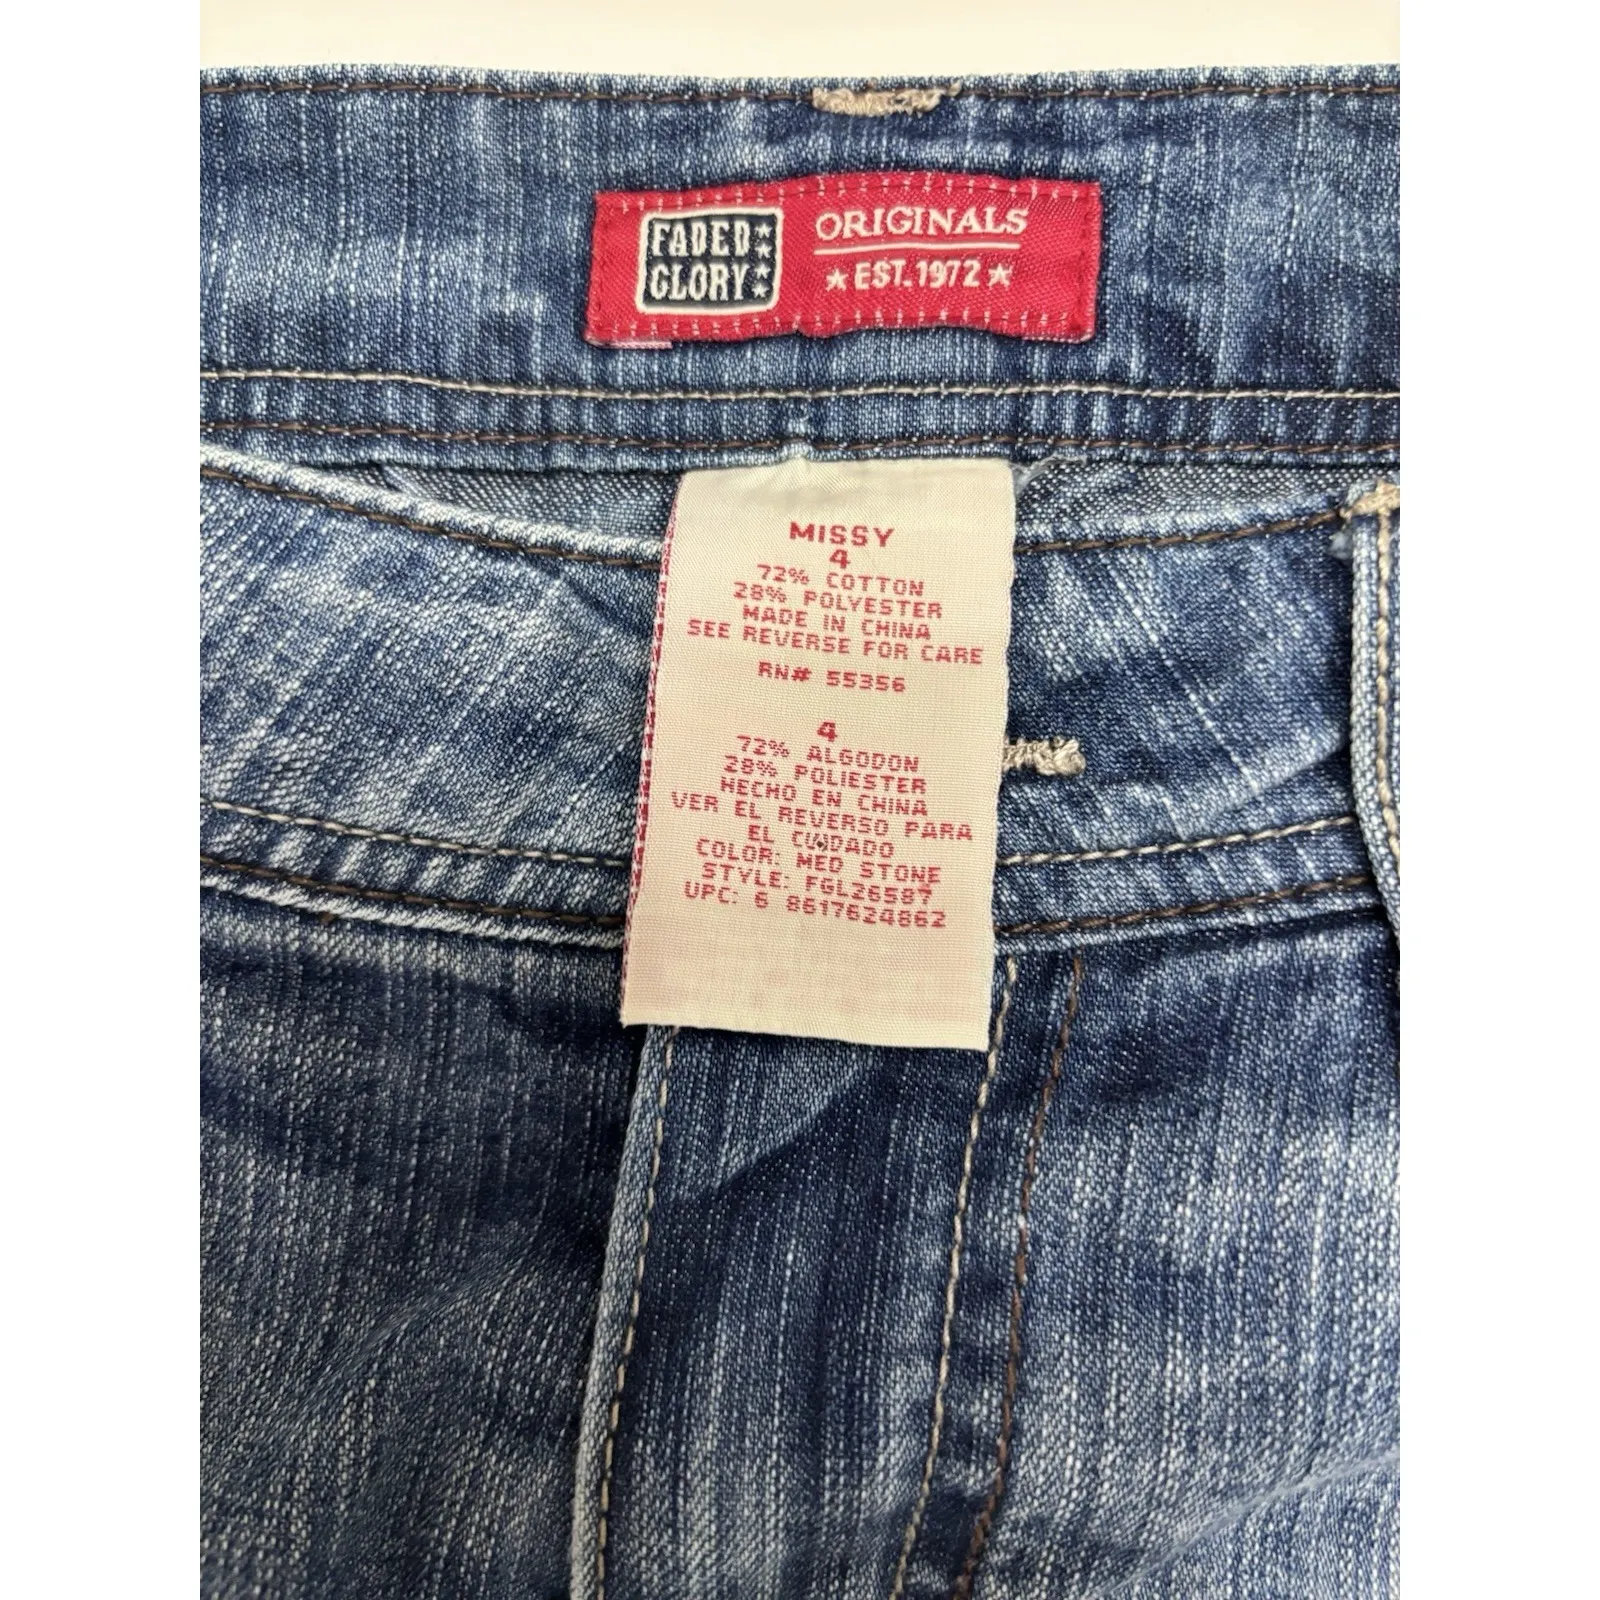 FADED
GLORY
ORIGINALS
EST. 1972
MISSY
4
72% COTTON
28% POLYESTER
MADE IN CHINA
SEE REVERSE FOR CARE
RN# 55356
4
72% ALGODON
28% POLIESTER
HECHO EN CHINA
VER EL REVERSO PARA
EL CUIDADO
COLOR: MED STONE
STYLE: FGL26587
UPC: 6 8617624862